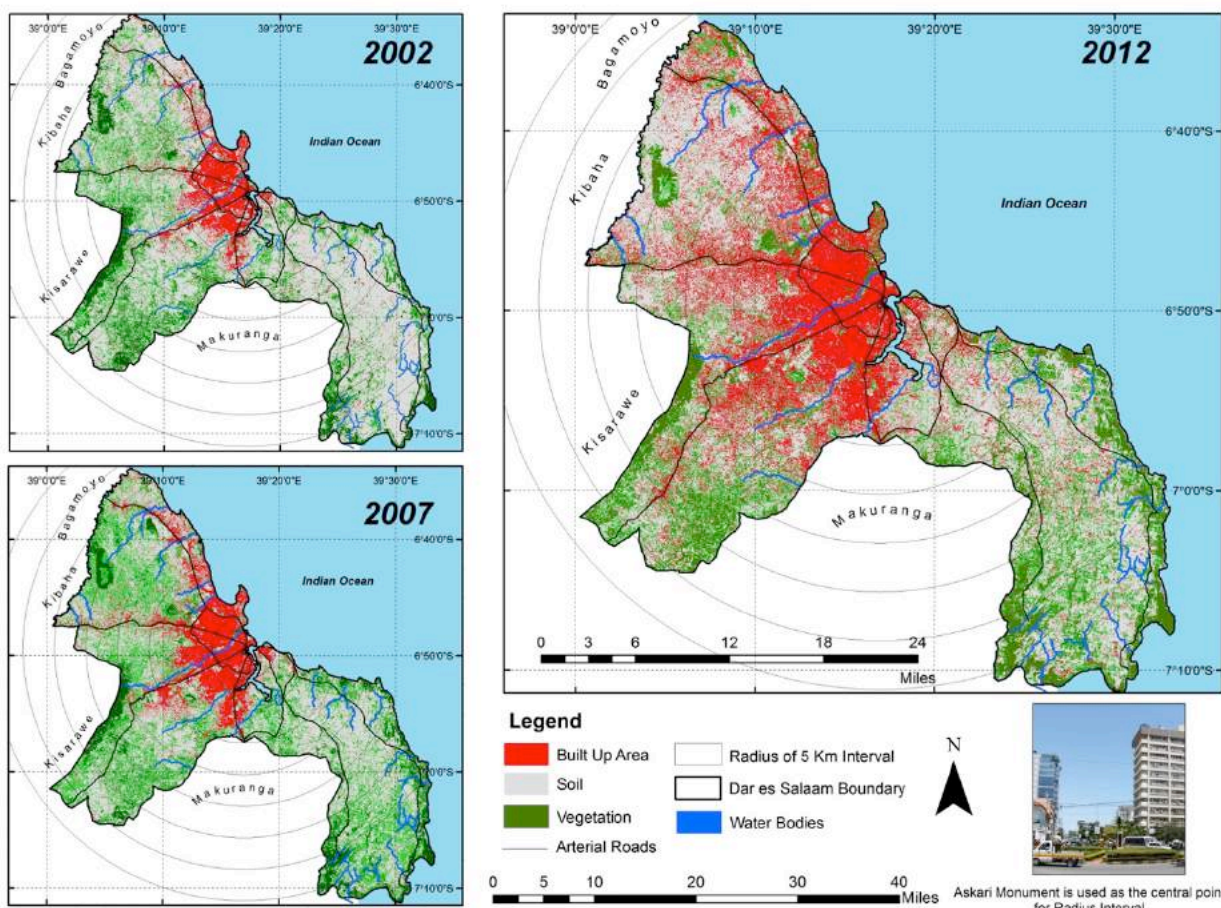 39°0'0"E 39°10'0"E 39°20'0"E 39°30'0"E
2002
Bagamoyo
6°40'0"S
Kibaha
Indian Ocean
6°50'0"S
Kisarawe
Makuranga
7°10'0"S
39°0'0"E 39°10'0"E 39°20'0"E 39°30'0"E
2007
Bagamoyo
6°40'0"S
Kibaha
Indian Ocean
6°50'0"S
Kisarawe
Makuranga
7°10'0"S
39°0'0"E 39°10'0"E 39°20'0"E 39°30'0"E
2012
Bagamoyo
6°40'0"S
Kibaha
Indian Ocean
6°50'0"S
Kisarawe
7°0'0"S
Makuranga
0 3 6 12 18 24
Miles
7°10'0"S
Legend
Built Up Area
Soil
Vegetation
Arterial Roads
Radius of 5 Km Interval
Dar es Salaam Boundary
Water Bodies
N
0 5 10 20 30 40
Miles
Askari Monument is used as the central poin
for Radius Interval